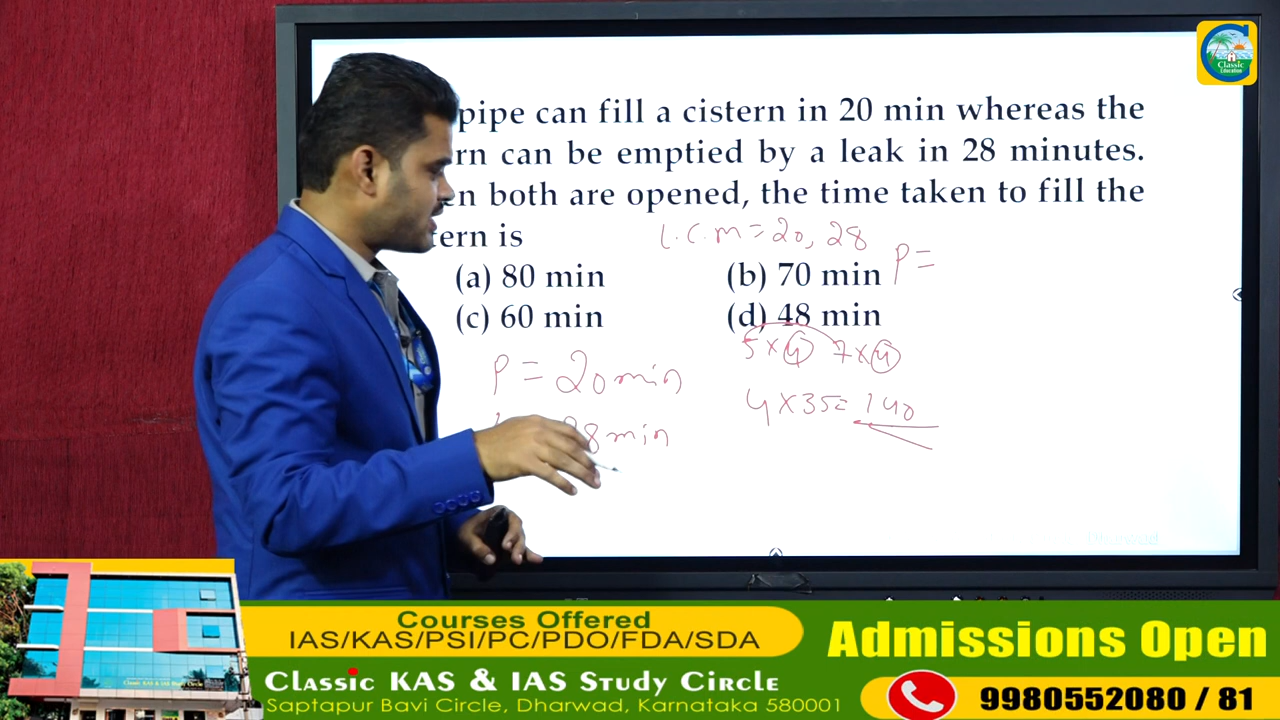 pipe can fill a cistern in 20 min whereas the
rn can be emptied by a leak in 28 minutes.
en both are opened, the time taken to fill the
tern is
L.C.M = 20, 28
(a) 80 min (b) 70 min P =
(c) 60 min (d) 48 min
5 × 4 7 × 4
P = 20 min
4 × 35 = 140
28 min
Classic
Education
Courses Offered
IAS/KAS/PSI/PC/PDO/FDA/SDA
Classic KAS & IAS Study Circle
Saptapur Bavi Circle, Dharwad, Karnataka 580001
Admissions Open
9980552080 / 81